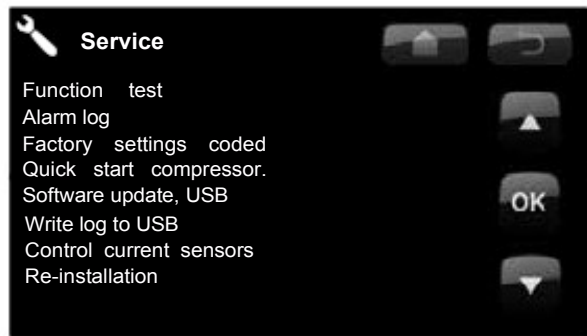 Service
Function test
Alarm log
Factory settings coded
Quick start compressor.
Software update, USB
Write log to USB
Control current sensors
Re-installation
OK